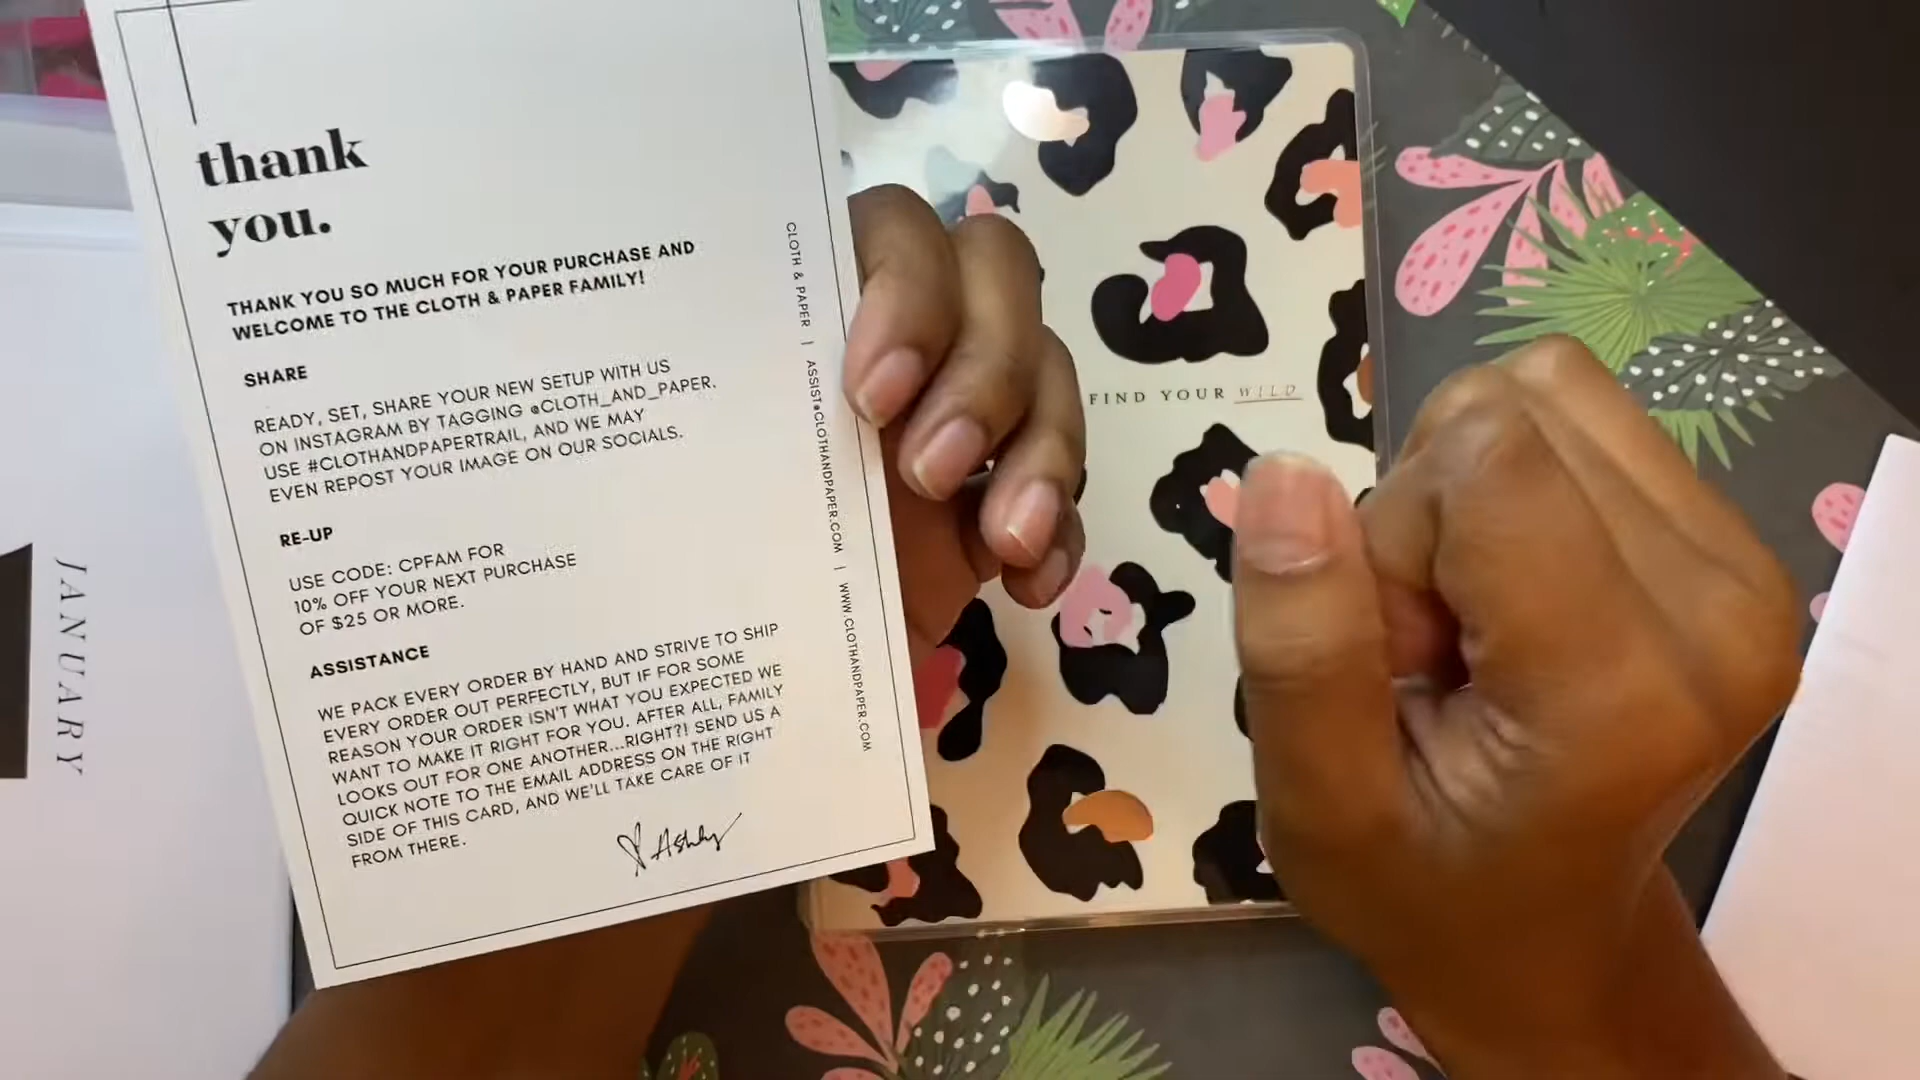 thank
you.
THANK YOU SO MUCH FOR YOUR PURCHASE AND
WELCOME TO THE CLOTH & PAPER FAMILY!
SHARE
READY, SET, SHARE YOUR NEW SETUP WITH US
ON INSTAGRAM BY TAGGING @CLOTH_AND_PAPER.
USE #CLOTHANDPAPERTRAIL, AND WE MAY
EVEN REPOST YOUR IMAGE ON OUR SOCIALS.
RE-UP
USE CODE: CPFAM FOR
10% OFF YOUR NEXT PURCHASE
OF $25 OR MORE.
ASSISTANCE
WE PACK EVERY ORDER BY HAND AND STRIVE TO SHIP
EVERY ORDER OUT PERFECTLY, BUT IF FOR SOME
REASON YOUR ORDER ISN'T WHAT YOU EXPECTED WE
WANT TO MAKE IT RIGHT FOR YOU. AFTER ALL, FAMILY
LOOKS OUT FOR ONE ANOTHER...RIGHT?! SEND US A
QUICK NOTE TO THE EMAIL ADDRESS ON THE RIGHT
SIDE OF THIS CARD, AND WE'LL TAKE CARE OF IT
FROM THERE.
Ashley
CLOTH & PAPER | ASSIST@CLOTHANDPAPER.COM | WWW.CLOTHANDPAPER.COM
FIND YOUR WILD
JANUARY